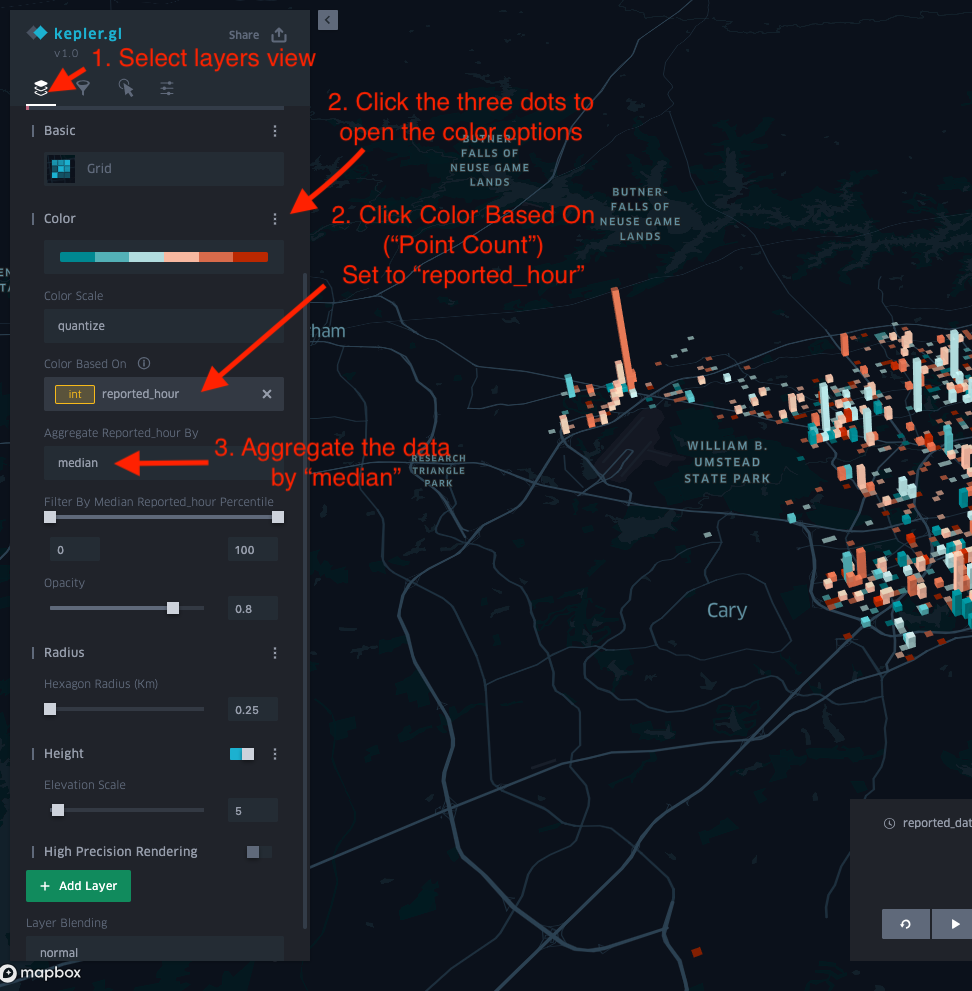 kepler.gl
Share
v1.0
1. Select layers view
2. Click the three dots to
open the color options
Basic
Grid
BUTNER-
FALLS OF
NEUSE GAME
LANDS
BUTNER-
FALLS OF
NEUSE GAME
LANDS
Color
2. Click Color Based On
(“Point Count”)
Set to “reported_hour”
Color Scale
quantize
ham
Color Based On
int reported_hour
Aggregate Reported_hour By
median
3. Aggregate the data
by “median”
RESEARCH
TRIANGLE
PARK
WILLIAM B.
UMSTEAD
STATE PARK
Filter By Median Reported_hour Percentile
0 100
Opacity
0.8
Cary
Radius
Hexagon Radius (Km)
0.25
Height
Elevation Scale
5
reported_dat
High Precision Rendering
+ Add Layer
Layer Blending
normal
mapbox